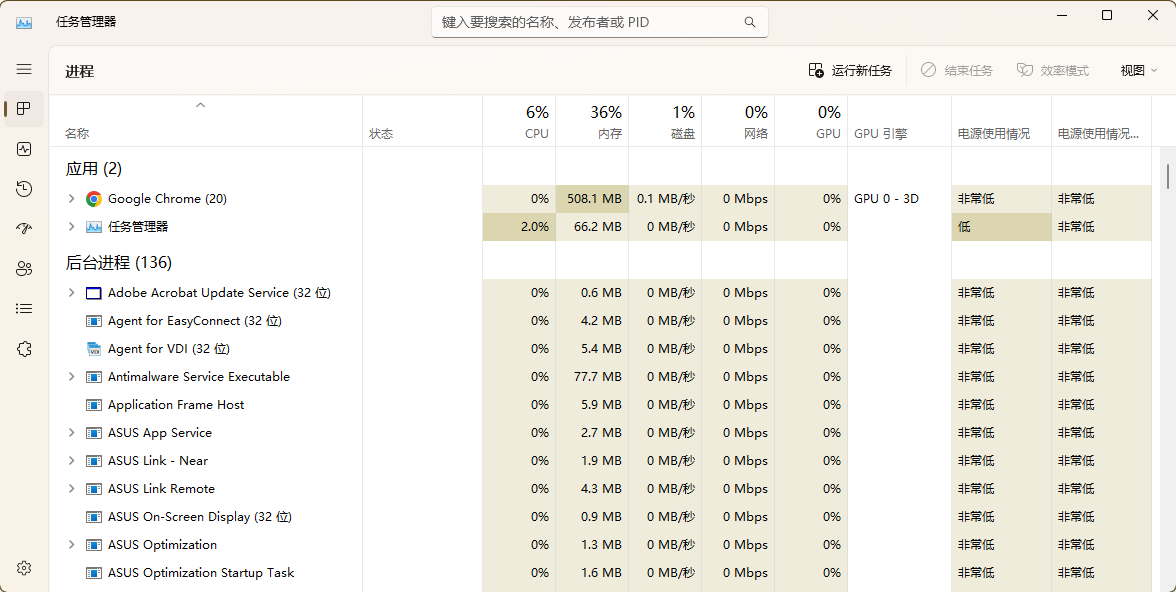 任务管理器
键入要搜索的名称、发布者或 PID
进程
运行新任务 结束任务 效率模式 视图
6% 36% 1% 0% 0%
名称 状态 CPU 内存 磁盘 网络 GPU GPU 引擎 电源使用情况 电源使用情况...
应用 (2)
Google Chrome (20) 0% 508.1 MB 0.1 MB/秒 0 Mbps 0% GPU 0 - 3D 非常低 非常低
任务管理器 2.0% 66.2 MB 0 MB/秒 0 Mbps 0% 低 非常低
后台进程 (136)
Adobe Acrobat Update Service (32 位) 0% 0.6 MB 0 MB/秒 0 Mbps 0% 非常低 非常低
Agent for EasyConnect (32 位) 0% 4.2 MB 0 MB/秒 0 Mbps 0% 非常低 非常低
VDI Agent for VDI (32 位) 0% 5.4 MB 0 MB/秒 0 Mbps 0% 非常低 非常低
Antimalware Service Executable 0% 77.7 MB 0 MB/秒 0 Mbps 0% 非常低 非常低
Application Frame Host 0% 5.9 MB 0 MB/秒 0 Mbps 0% 非常低 非常低
ASUS App Service 0% 2.7 MB 0 MB/秒 0 Mbps 0% 非常低 非常低
ASUS Link - Near 0% 1.9 MB 0 MB/秒 0 Mbps 0% 非常低 非常低
ASUS Link Remote 0% 4.3 MB 0 MB/秒 0 Mbps 0% 非常低 非常低
ASUS On-Screen Display (32 位) 0% 0.9 MB 0 MB/秒 0 Mbps 0% 非常低 非常低
ASUS Optimization 0% 1.3 MB 0 MB/秒 0 Mbps 0% 非常低 非常低
ASUS Optimization Startup Task 0% 1.6 MB 0 MB/秒 0 Mbps 0% 非常低 非常低